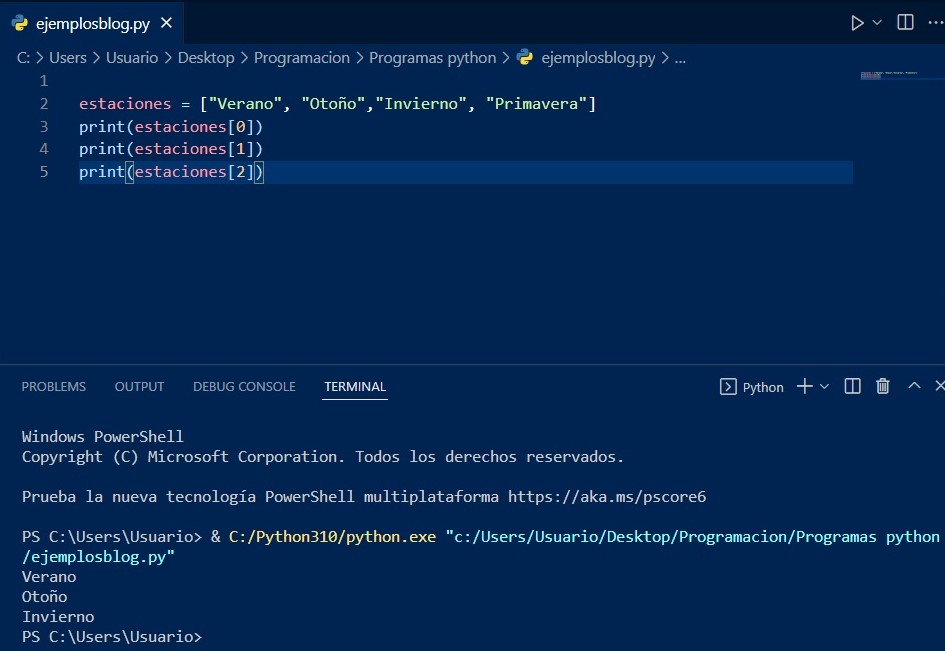 ejemplosblog.py
C: > Users > Usuario > Desktop > Programacion > Programas python > ejemplosblog.py > ...
1
2 estaciones = ["Verano", "Otoño","Invierno", "Primavera"]
3 print(estaciones[0])
4 print(estaciones[1])
5 print(estaciones[2])
PROBLEMS OUTPUT DEBUG CONSOLE TERMINAL Python
Windows PowerShell
Copyright (C) Microsoft Corporation. Todos los derechos reservados.
Prueba la nueva tecnología PowerShell multiplataforma https://aka.ms/pscore6
PS C:\Users\Usuario> & C:/Python310/python.exe "c:/Users/Usuario/Desktop/Programacion/Programas python
/ejemplosblog.py"
Verano
Otoño
Invierno
PS C:\Users\Usuario>